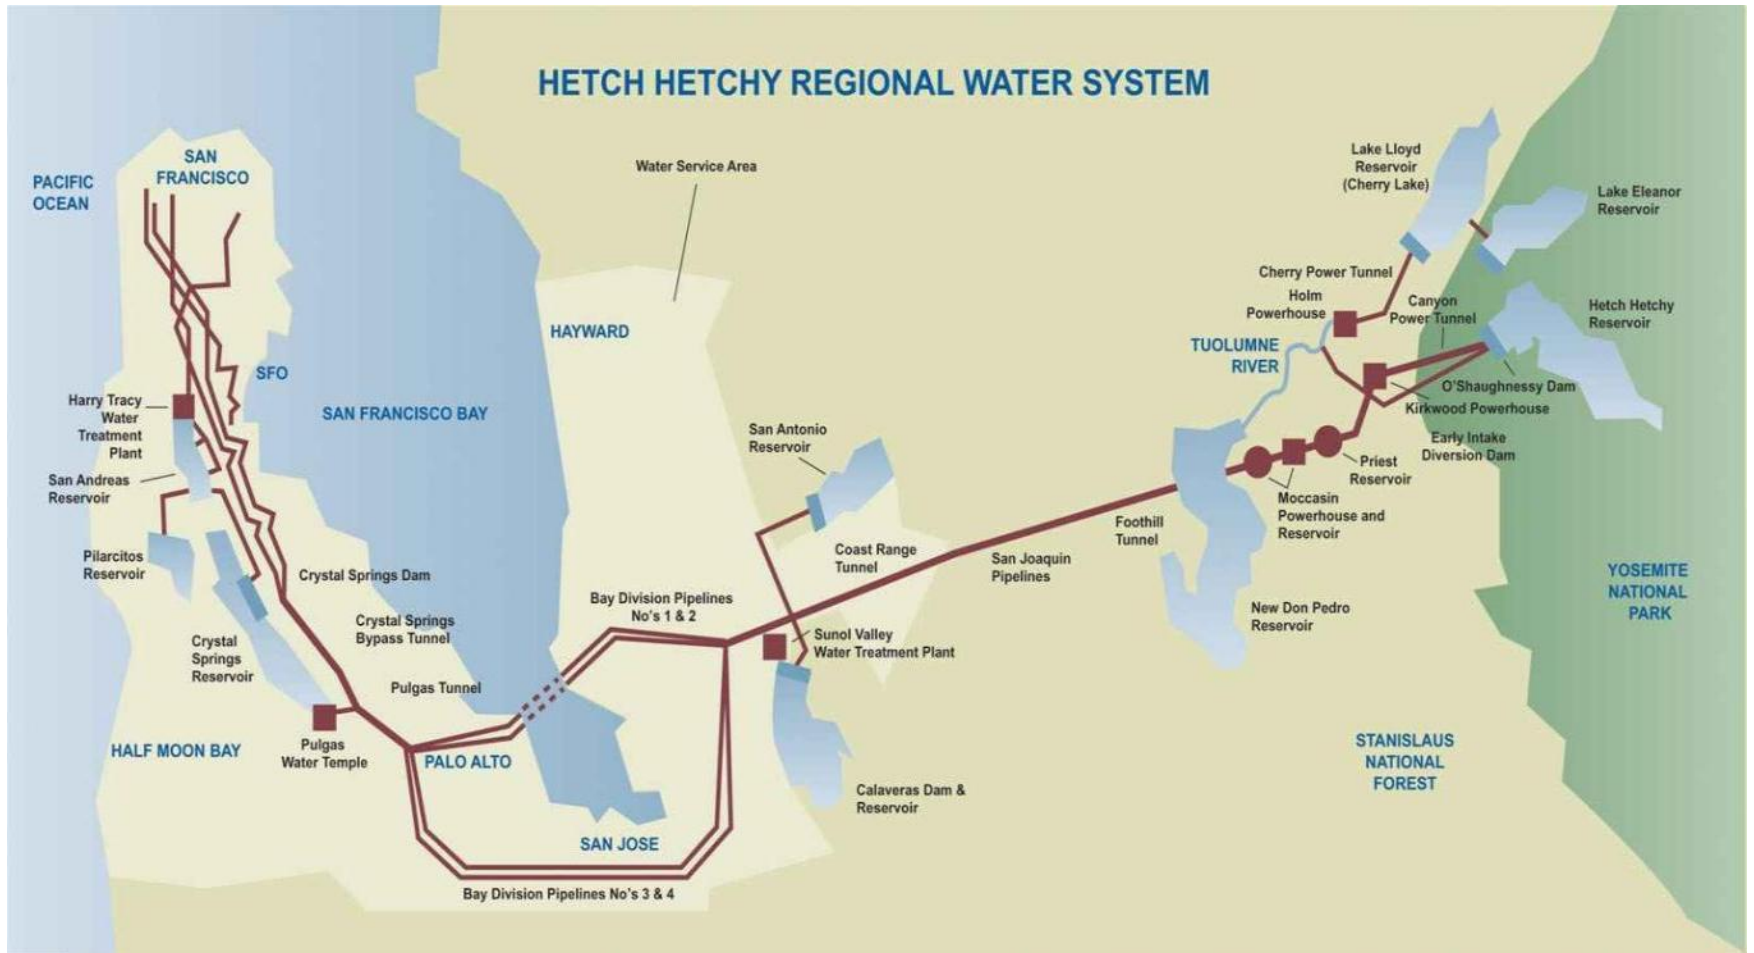 HETCH HETCHY REGIONAL WATER SYSTEM
PACIFIC
OCEAN
SAN
FRANCISCO
Water Service Area
Lake Lloyd
Reservoir
(Cherry Lake)
Lake Eleanor
Reservoir
Cherry Power Tunnel
Holm
Powerhouse
Canyon
Power Tunnel
Hetch Hetchy
Reservoir
HAYWARD
TUOLUMNE
RIVER
SFO
O'Shaughnessy Dam
Kirkwood Powerhouse
Harry Tracy
Water
Treatment
Plant
SAN FRANCISCO BAY
San Antonio
Reservoir
Early Intake
Diversion Dam
Priest
Reservoir
San Andreas
Reservoir
Moccasin
Powerhouse and
Reservoir
Foothill
Tunnel
Pilarcitos
Reservoir
Crystal Springs Dam
Coast Range
Tunnel
San Joaquin
Pipelines
YOSEMITE
NATIONAL
PARK
Bay Division Pipelines
No's 1 & 2
New Don Pedro
Reservoir
Crystal Springs
Bypass Tunnel
Crystal
Springs
Reservoir
Sunol Valley
Water Treatment Plant
Pulgas Tunnel
HALF MOON BAY
Pulgas
Water Temple
PALO ALTO
STANISLAUS
NATIONAL
FOREST
Calaveras Dam &
Reservoir
SAN JOSE
Bay Division Pipelines No's 3 & 4